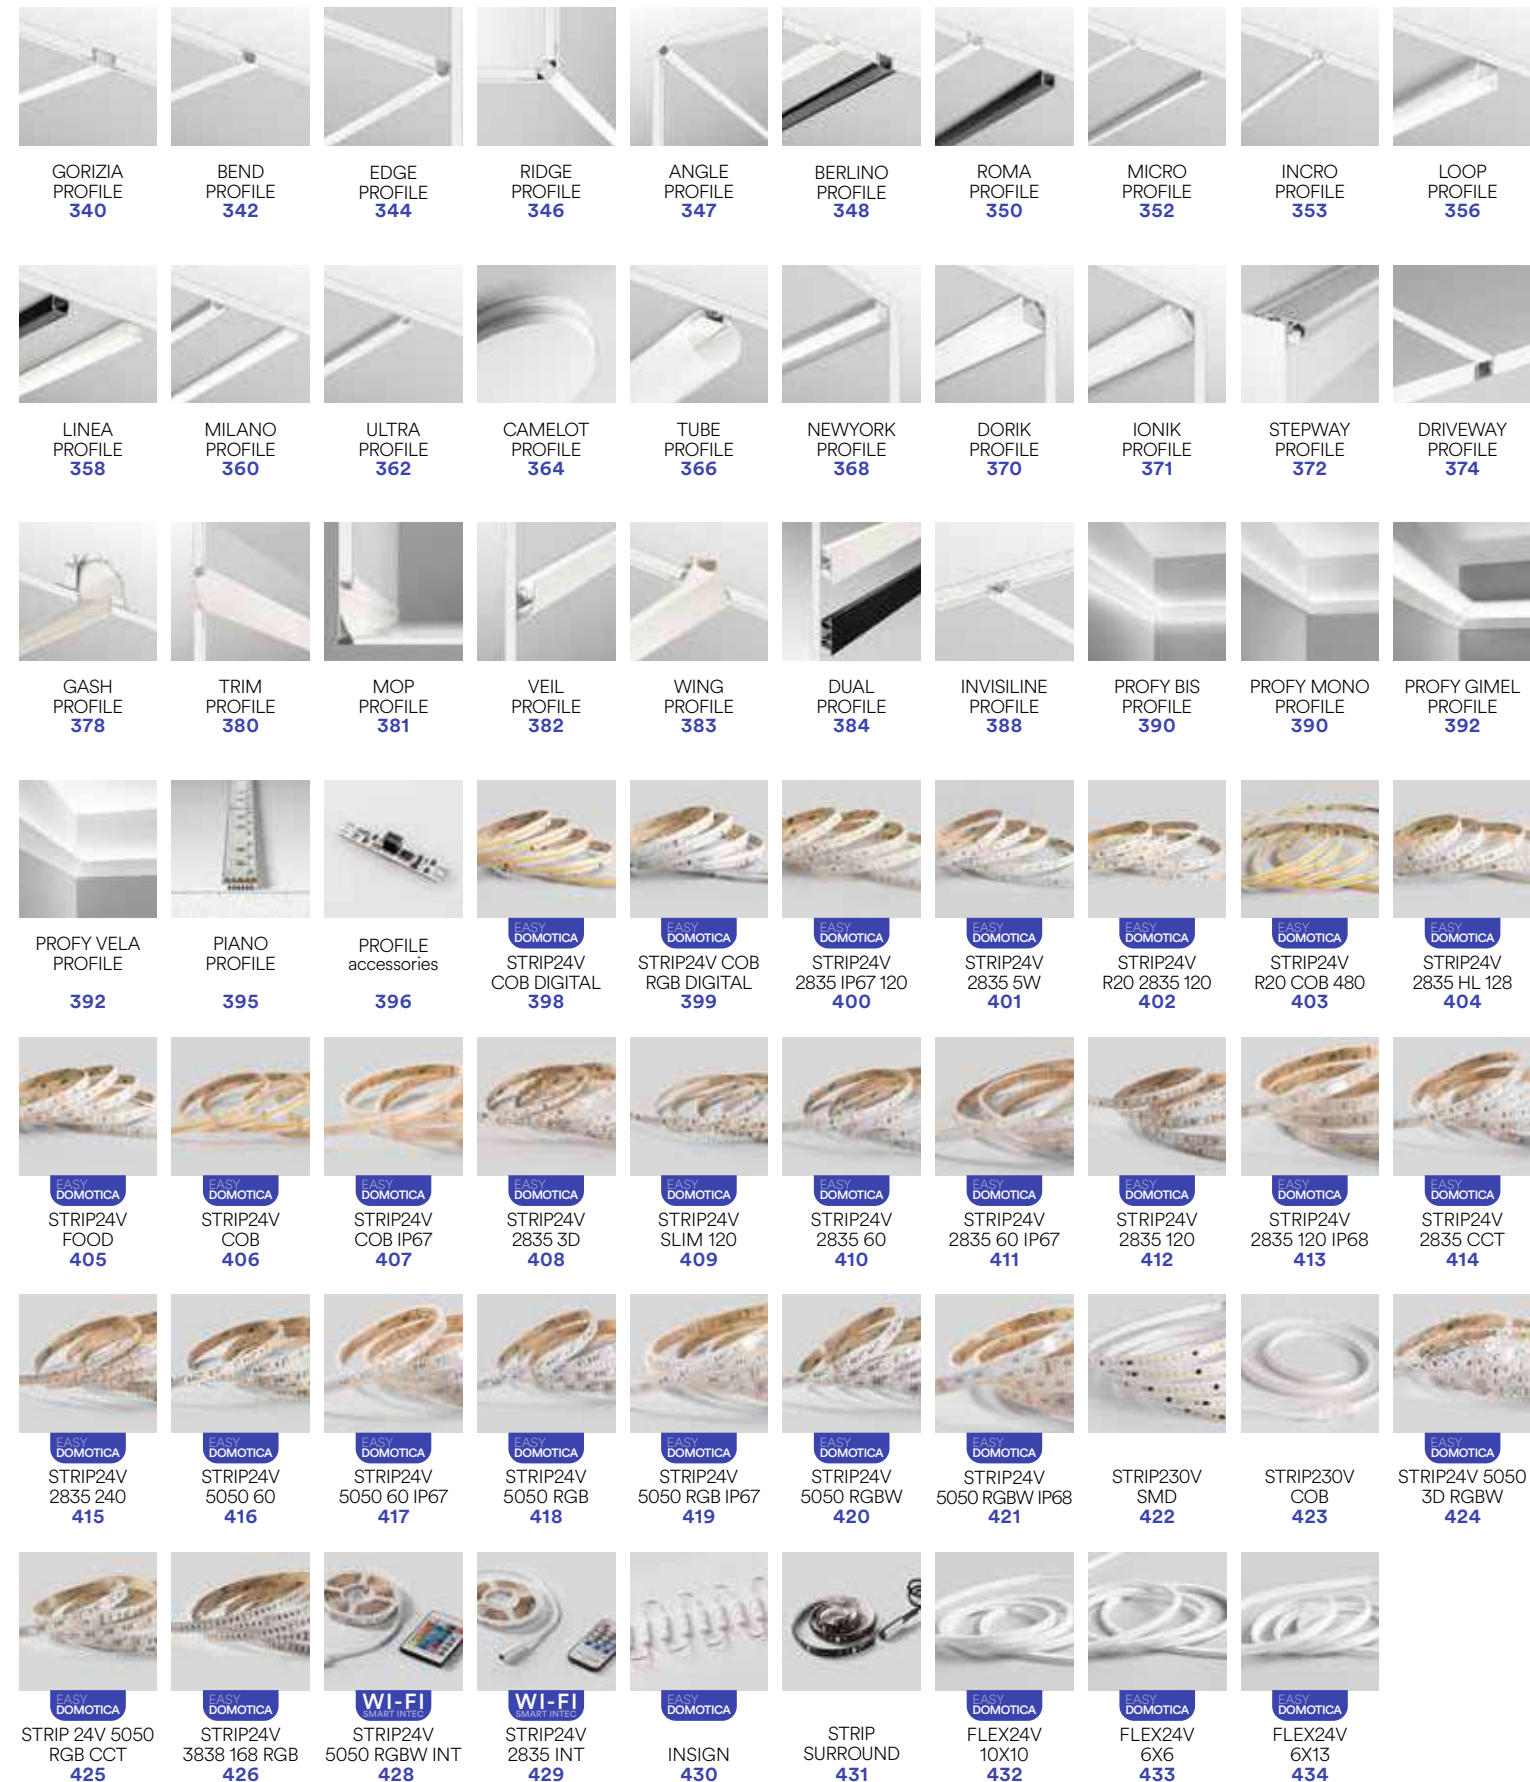 GORIZIA
PROFILE
340
BEND
PROFILE
342
EDGE
PROFILE
344
RIDGE
PROFILE
346
ANGLE
PROFILE
347
BERLINO
PROFILE
348
ROMA
PROFILE
350
MICRO
PROFILE
352
INCRO
PROFILE
353
LOOP
PROFILE
356
LINEA
PROFILE
358
MILANO
PROFILE
360
ULTRA
PROFILE
362
CAMELOT
PROFILE
364
TUBE
PROFILE
366
NEWYORK
PROFILE
368
DORIK
PROFILE
370
IONIK
PROFILE
371
STEPWAY
PROFILE
372
DRIVEWAY
PROFILE
374
GASH
PROFILE
378
TRIM
PROFILE
380
MOP
PROFILE
381
VEIL
PROFILE
382
WING
PROFILE
383
DUAL
PROFILE
384
INVISILINE
PROFILE
388
PROFY BIS
PROFILE
390
PROFY MONO
PROFILE
390
PROFY GIMEL
PROFILE
392
PROFY VELA
PROFILE
392
PIANO
PROFILE
395
PROFILE
accessories
396
EASY
DOMOTICA
STRIP24V
COB DIGITAL
398
EASY
DOMOTICA
STRIP24V COB
RGB DIGITAL
399
EASY
DOMOTICA
STRIP24V
2835 IP67 120
400
EASY
DOMOTICA
STRIP24V
2835 5W
401
EASY
DOMOTICA
STRIP24V
R20 2835 120
402
EASY
DOMOTICA
STRIP24V
R20 COB 480
403
EASY
DOMOTICA
STRIP24V
2835 HL 128
404
EASY
DOMOTICA
STRIP24V
FOOD
405
EASY
DOMOTICA
STRIP24V
COB
406
EASY
DOMOTICA
STRIP24V
COB IP67
407
EASY
DOMOTICA
STRIP24V
2835 3D
408
EASY
DOMOTICA
STRIP24V
SLIM 120
409
EASY
DOMOTICA
STRIP24V
2835 60
410
EASY
DOMOTICA
STRIP24V
2835 60 IP67
411
EASY
DOMOTICA
STRIP24V
2835 120
412
EASY
DOMOTICA
STRIP24V
2835 120 IP68
413
EASY
DOMOTICA
STRIP24V
2835 CCT
414
EASY
DOMOTICA
STRIP24V
2835 240
415
EASY
DOMOTICA
STRIP24V
5050 60
416
EASY
DOMOTICA
STRIP24V
5050 60 IP67
417
EASY
DOMOTICA
STRIP24V
5050 RGB
418
EASY
DOMOTICA
STRIP24V
5050 RGB IP67
419
EASY
DOMOTICA
STRIP24V
5050 RGBW
420
EASY
DOMOTICA
STRIP24V
5050 RGBW IP68
421
STRIP230V
SMD
422
STRIP230V
COB
423
EASY
DOMOTICA
STRIP24V 5050
3D RGBW
424
EASY
DOMOTICA
STRIP 24V 5050
RGB CCT
425
EASY
DOMOTICA
STRIP24V
3838 168 RGB
426
WI-FI
SMART INTEC
STRIP24V
5050 RGBW INT
428
WI-FI
SMART INTEC
STRIP24V
2835 INT
429
EASY
DOMOTICA
INSIGN
430
STRIP
SURROUND
431
EASY
DOMOTICA
FLEX24V
10X10
432
EASY
DOMOTICA
FLEX24V
6X6
433
EASY
DOMOTICA
FLEX24V
6X13
434